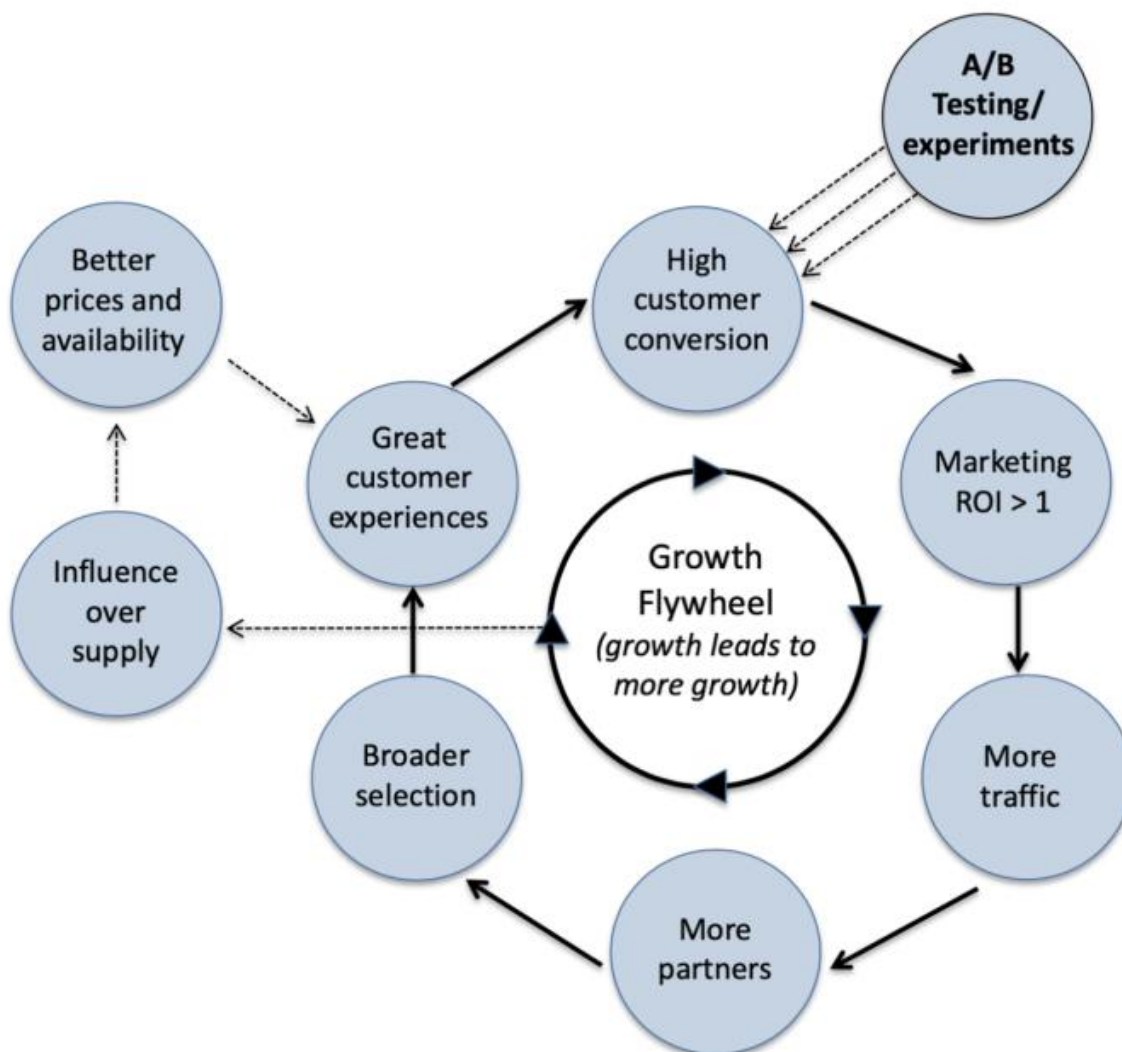 A/B
Testing/
experiments
Better
prices and
availability
High
customer
conversion
Great
customer
experiences
Marketing
ROI > 1
Growth
Flywheel
(growth leads to
more growth)
Influence
over
supply
Broader
selection
More
traffic
More
partners